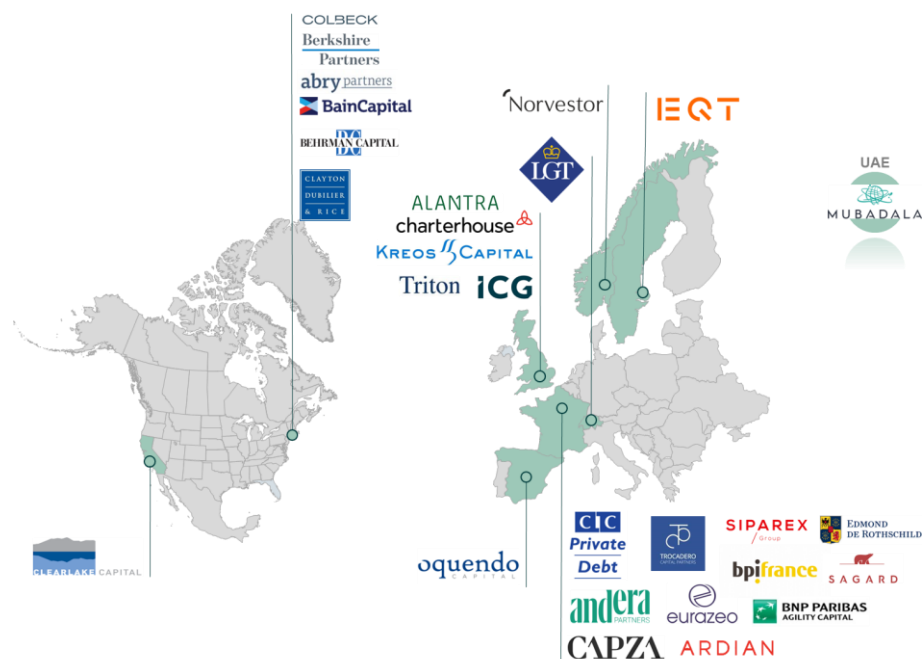 COLBECK
Berkshire
Partners
abry partners
BainCapital
BEHRMAN CAPITAL
BC
CLAYTON
DUBILIER
& RICE
Norvestor
EQT
LGT
UAE
MUBADALA
ALANTRA
charterhouse
KREOS CAPITAL
Triton
ICG
CLEARLAKE CAPITAL
oquendo
CAPITAL
CIC
Private
Debt
TROCADERO
CAPITAL PARTNERS
SIPAREX
Group
EDMOND
DE ROTHSCHILD
bpifrance
SAGARD
andera
PARTNERS
eurazeo
BNP PARIBAS
AGILITY CAPITAL
CAPZA
ARDIAN